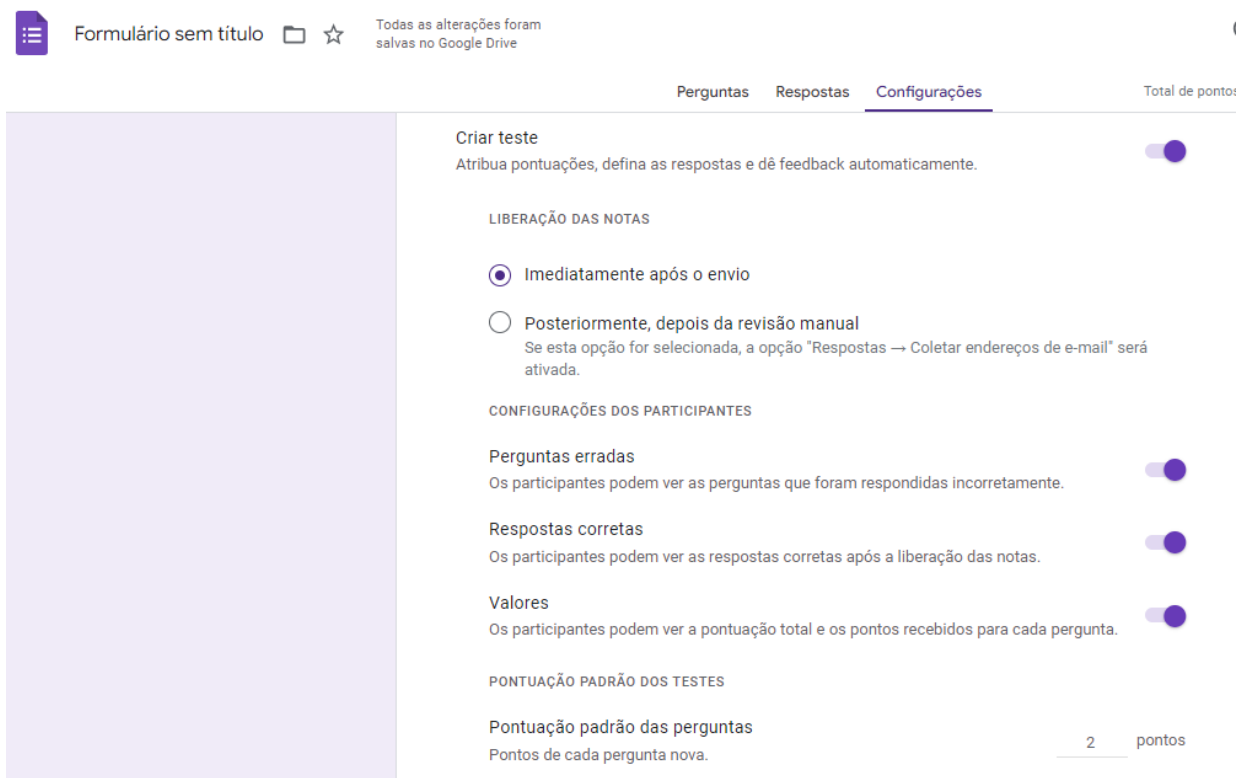 Formulário sem título
Todas as alterações foram
salvas no Google Drive
Perguntas Respostas Configurações Total de pontos
Criar teste
Atribua pontuações, defina as respostas e dê feedback automaticamente.
LIBERAÇÃO DAS NOTAS
Imediatamente após o envio
Posteriormente, depois da revisão manual
Se esta opção for selecionada, a opção "Respostas → Coletar endereços de e-mail" será
ativada.
CONFIGURAÇÕES DOS PARTICIPANTES
Perguntas erradas
Os participantes podem ver as perguntas que foram respondidas incorretamente.
Respostas corretas
Os participantes podem ver as respostas corretas após a liberação das notas.
Valores
Os participantes podem ver a pontuação total e os pontos recebidos para cada pergunta.
PONTUAÇÃO PADRÃO DOS TESTES
Pontuação padrão das perguntas
2 pontos
Pontos de cada pergunta nova.